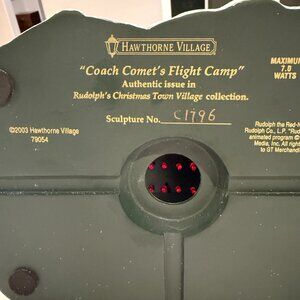 HAWTHORNE VILLAGE
"Coach Comet's Flight Camp"
Authentic issue in
Rudolph's Christmas Town Village collection.
Sculpture No. C1796
MAXIMUM
7.0
WATTS
©2003 Hawthorne Village
79054
Rudolph the Red-N
Rudolph Co., L.P. "Rudo
animated program ©
Media, Inc. All right
to GT Merchandi